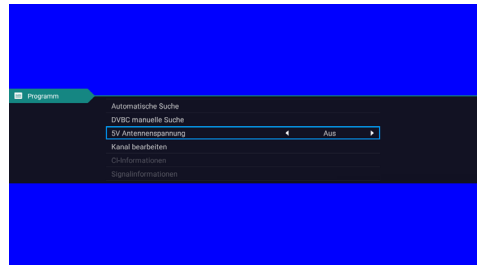 Programm
Automatische Suche
DVBC manuelle Suche
5V Antennenspannung Aus
Kanal bearbeiten
CI-Informationen
Signalinformationen